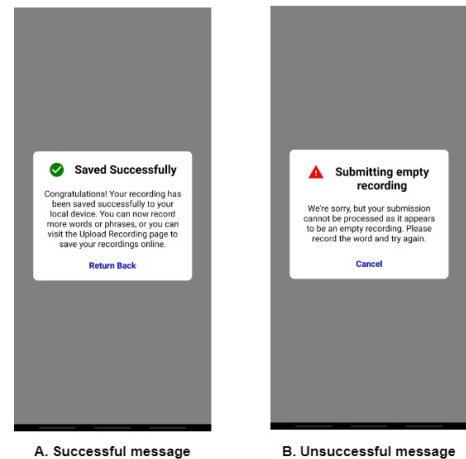 Saved Successfully
Congratulations! Your recording has
been saved successfully to your
local device. You can now record
more words or phrases, or you can
visit the Upload Recording page to
save your recordings online.
Return Back
Submitting empty
recording
We're sorry, but your submission
cannot be processed as it appears
to be an empty recording. Please
record the word and try again.
Cancel
A. Successful message
B. Unsuccessful message